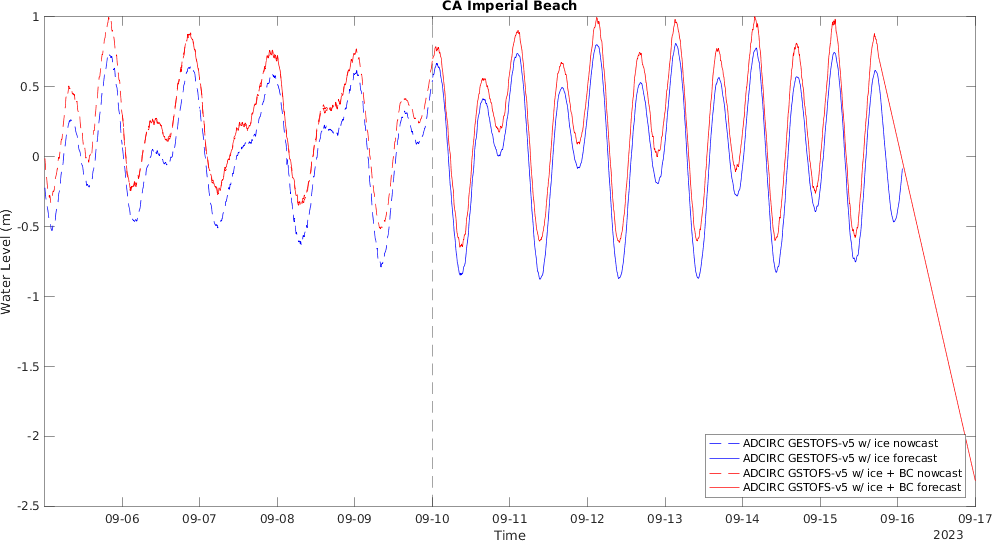 CA Imperial Beach
Water Level (m)
1
0.5
0
-0.5
-1
-1.5
-2
-2.5
ADCIRC GESTOFS-v5 w/ ice nowcast
ADCIRC GESTOFS-v5 w/ ice forecast
ADCIRC GSTOFS-v5 w/ ice + BC nowcast
ADCIRC GSTOFS-v5 w/ ice + BC forecast
09-06 09-07 09-08 09-09 09-10 09-11 09-12 09-13 09-14 09-15 09-16 09-17
Time
2023